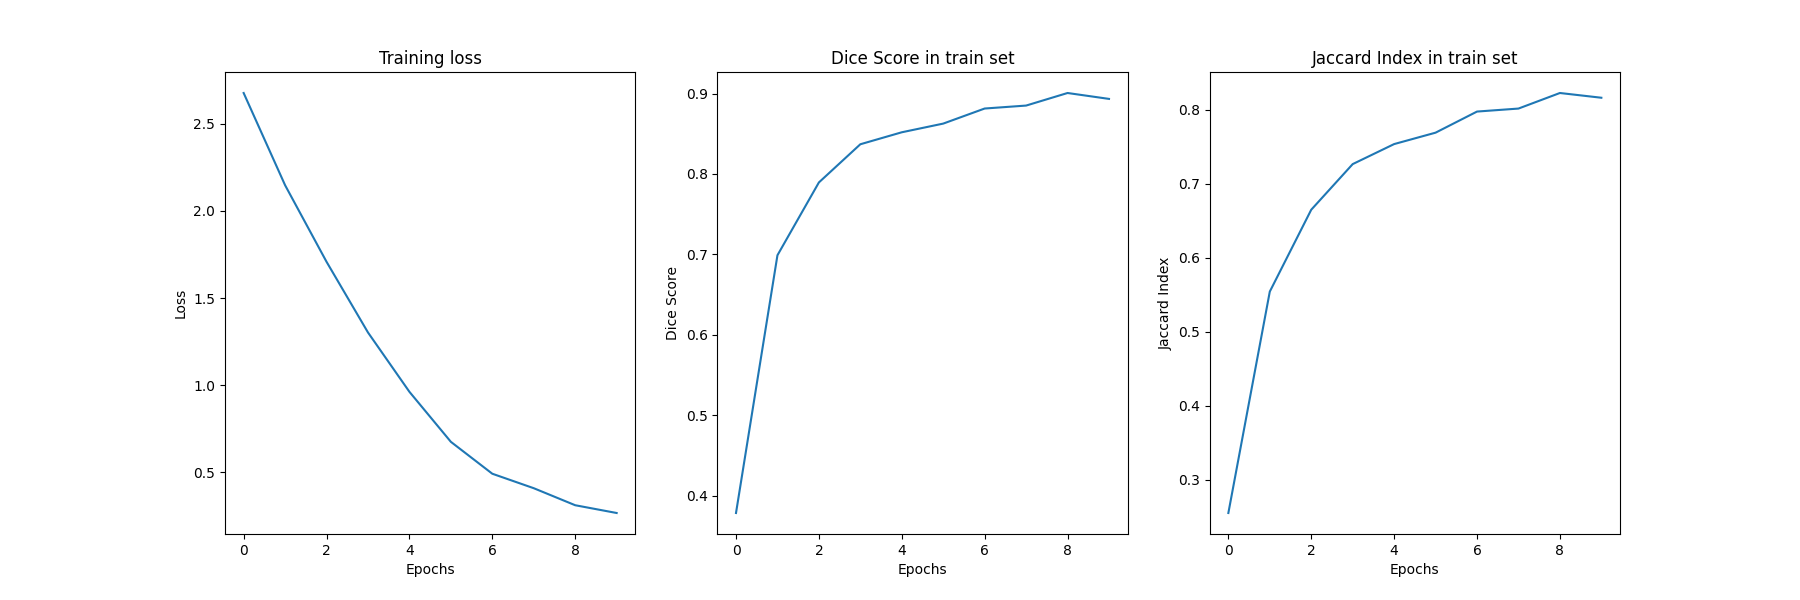 Training loss
Dice Score in train set
Jaccard Index in train set
Loss
2.5
2.0
1.5
1.0
0.5
0 2 4 6 8
Epochs
Dice Score
0.9
0.8
0.7
0.6
0.5
0.4
0 2 4 6 8
Epochs
Jaccard Index
0.8
0.7
0.6
0.5
0.4
0.3
0 2 4 6 8
Epochs